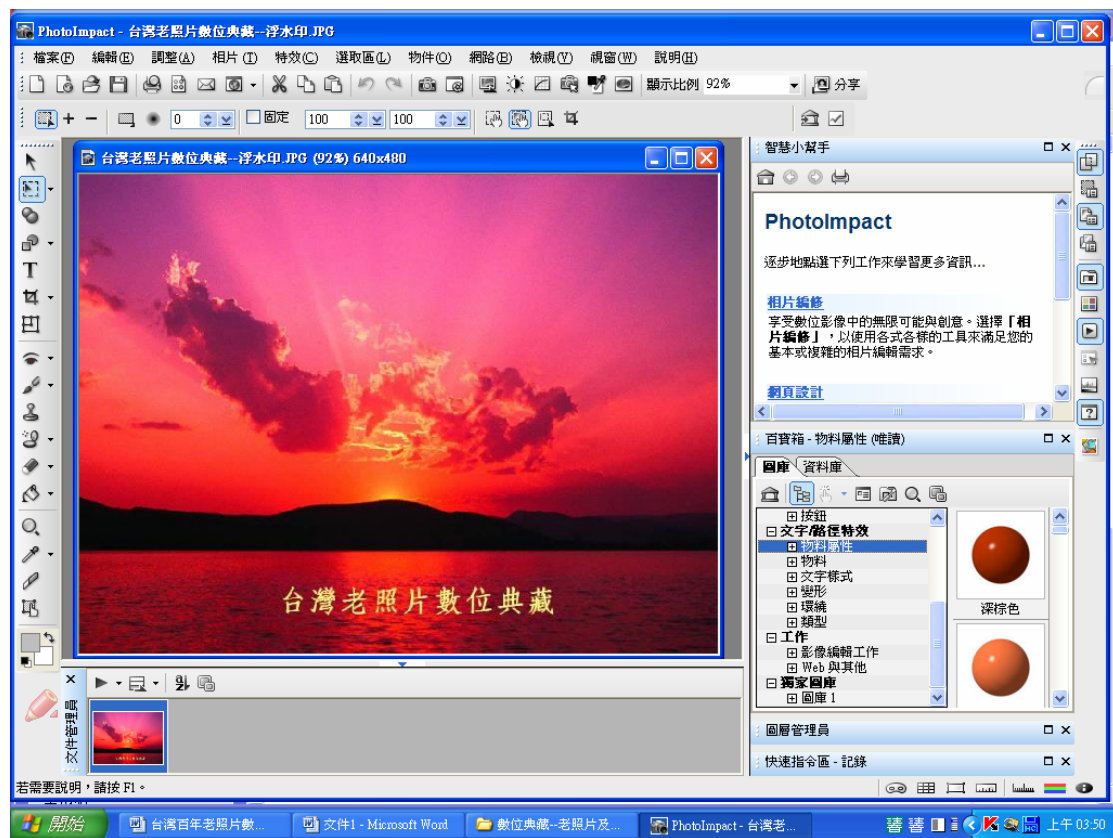 PhotoImpact - 台灣老照片數位典藏--浮水印.JPG
檔案(F) 編輯(E) 調整(A) 相片(I) 特效(C) 選取區(L) 物件(O) 網路(B) 檢視(V) 視窗(W) 說明(H)
顯示比例 92% 分享
0 固定 100 100
台灣老照片數位典藏--浮水印.JPG (92%) 640x480
台灣老照片數位典藏
智慧小幫手
PhotoImpact
逐步地點選下列工作來學習更多資訊...
相片編修
享受數位影像中的無限可能與創意。選擇「相
片編修」,以使用各式各樣的工具來滿足您的
基本或複雜的相片編輯需求。
網頁設計
百寶箱 - 物料屬性 (唯讀)
圖庫 資料庫
按鈕
文字/路徑特效
物料屬性
物料
文字樣式
變形
環繞
類型
工作
影像編輯工作
Web 與其他
獨家圖庫
圖庫 1
深棕色
圖層管理員
快速指令區 - 記錄
文件管理員
若需要說明,請按 F1。
開始 台灣百年老照片數... 文件1 - Microsoft Word 數位典藏--老照片及... PhotoImpact - 台灣老... 上午 03:50